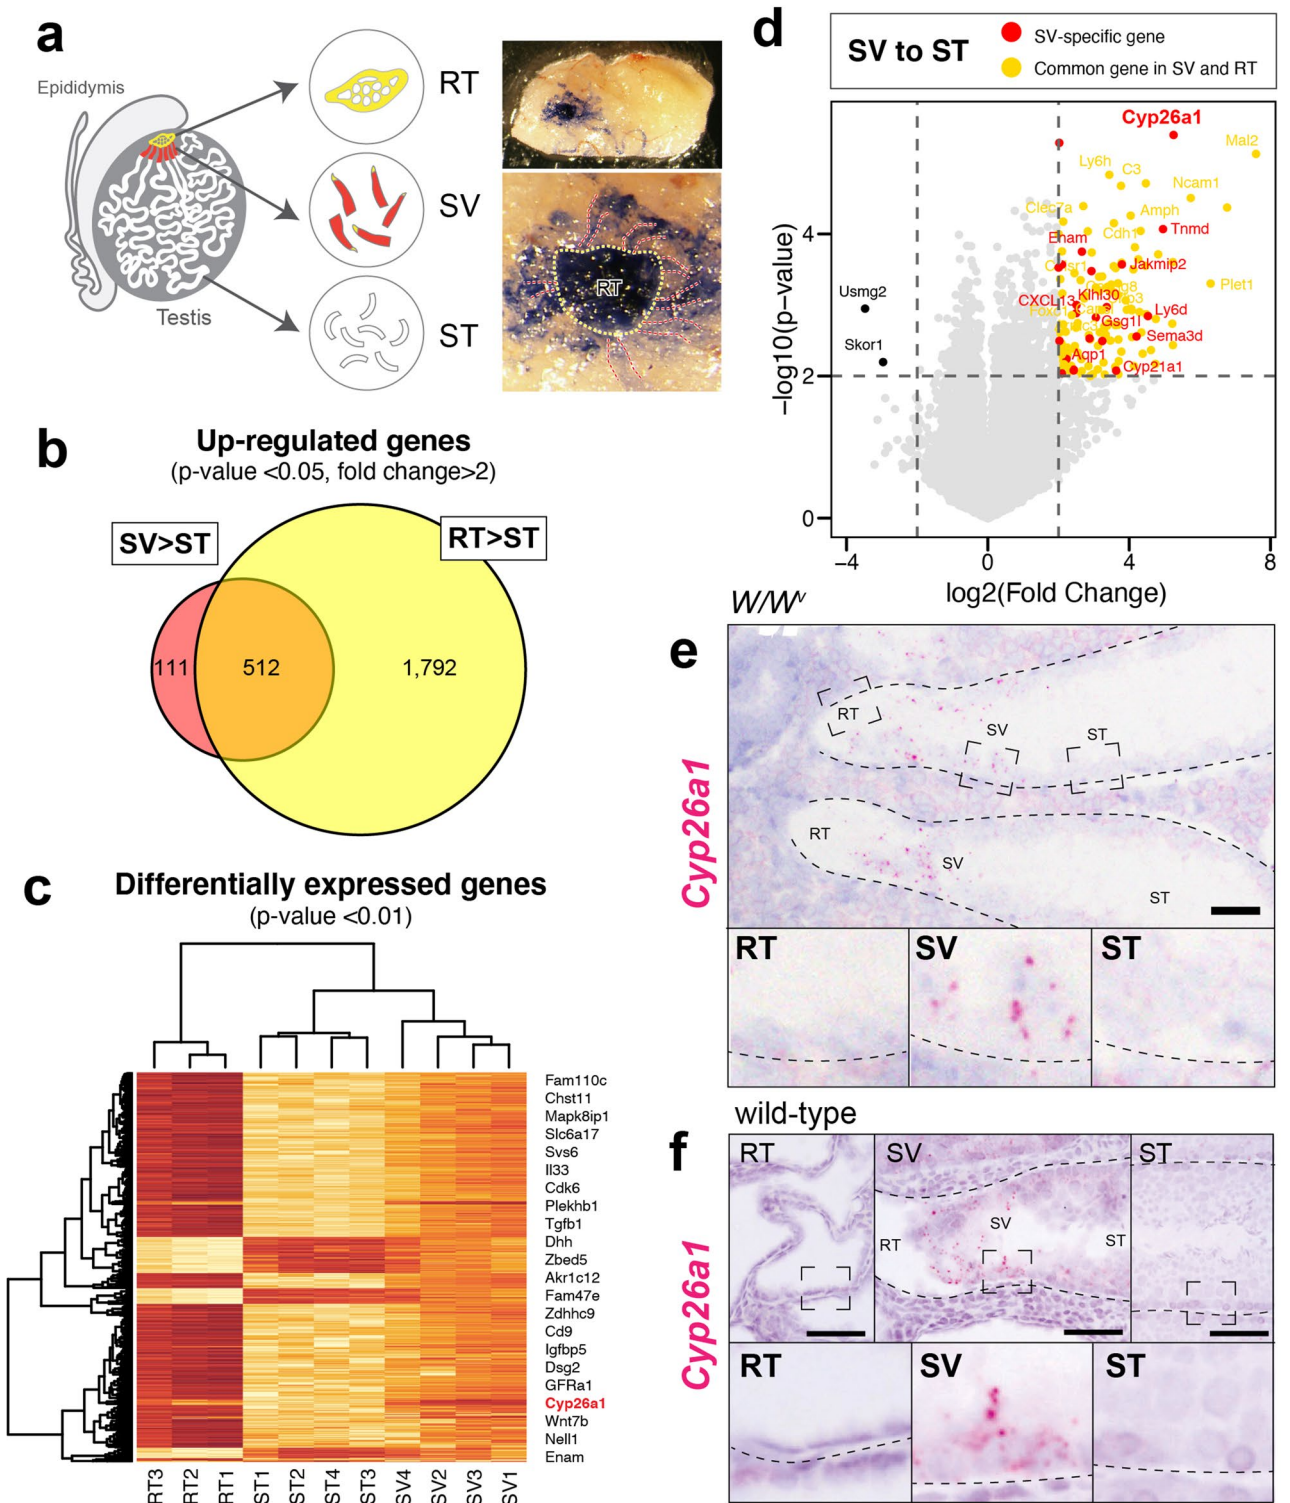 a
Epididymis
Testis
RT
SV
ST
RT
d
SV to ST
SV-specific gene
Common gene in SV and RT
Cyp26a1
Mal2
Ly6h
C3
Ncam1
Clec7a
Amph
Cdh1
Tnmd
Enam
Jakmip2
Plet1
CXCL13
Klhl30
Gsg1l
Ly6d
Sema3d
Aqp1
Cyp21a1
Usmg2
Skor1
−log10(p−value)
4
2
0
−4
0
4
8
log2(Fold Change)
b
Up-regulated genes
(p-value <0.05, fold change>2)
SV>ST
RT>ST
111
512
1,792
c
Differentially expressed genes
(p-value <0.01)
Fam110c
Chst11
Mapk8ip1
Slc6a17
Svs6
Il33
Cdk6
Plekhb1
Tgfb1
Dhh
Zbed5
Akr1c12
Fam47e
Zdhhc9
Cd9
Igfbp5
Dsg2
GFRa1
Cyp26a1
Wnt7b
Nell1
Enam
RT3
RT2
RT1
ST1
ST2
ST4
ST3
SV4
SV2
SV3
SV1
W/Wv
e
Cyp26a1
RT
SV
ST
RT
SV
ST
RT
SV
ST
wild-type
f
Cyp26a1
RT
SV
ST
RT
SV
ST
RT
SV
ST